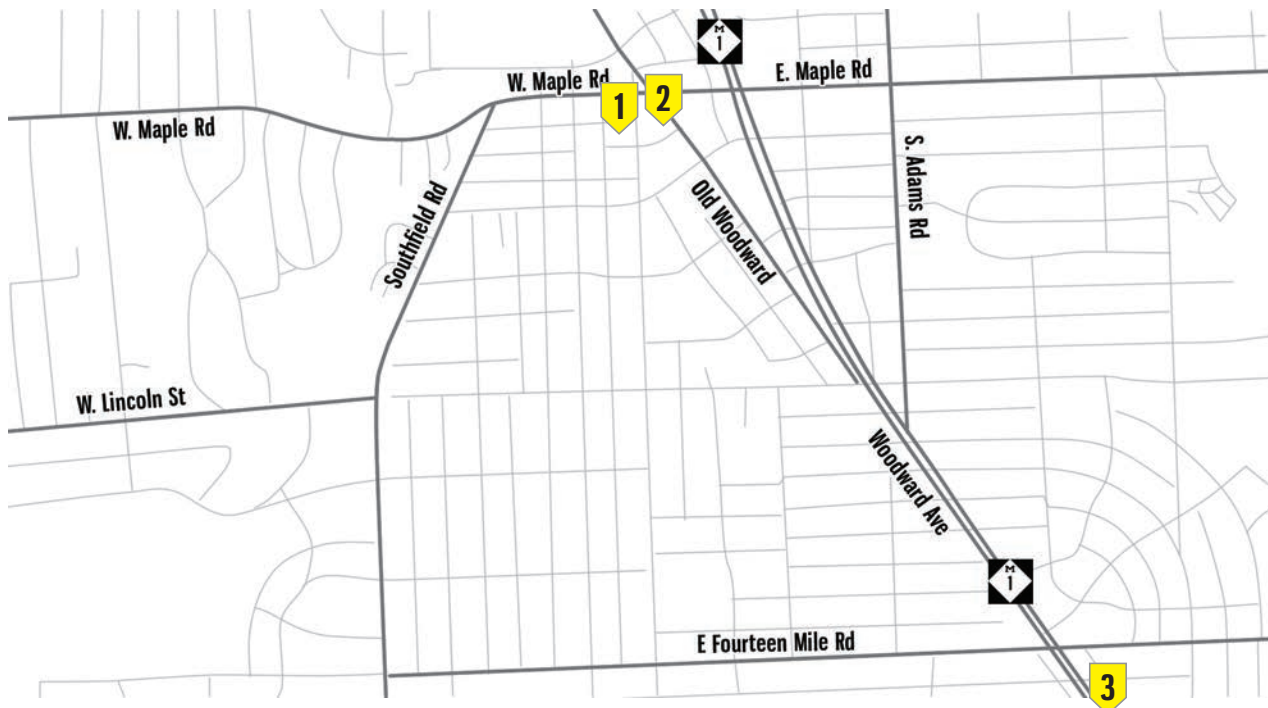 M
1
W. Maple Rd
E. Maple Rd
1
2
W. Maple Rd
S. Adams Rd
Southfield Rd
Old Woodward
W. Lincoln St
Woodward Ave
M
1
E Fourteen Mile Rd
3